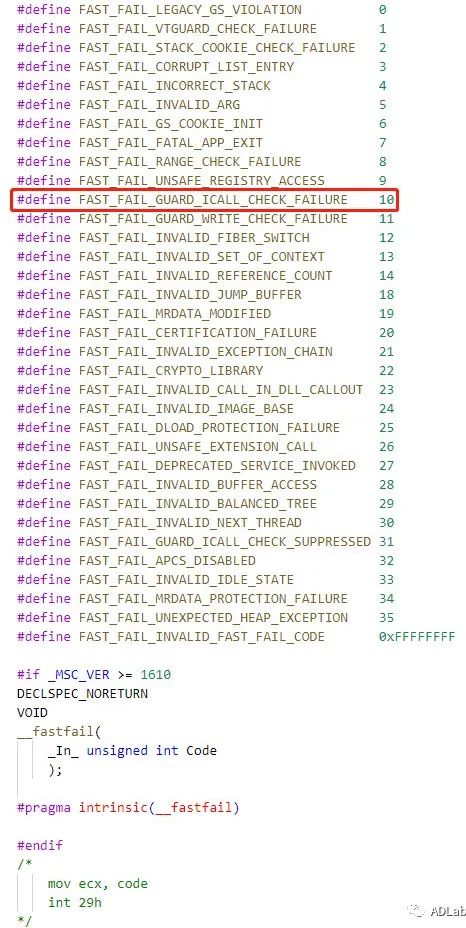 #define FAST_FAIL_LEGACY_GS_VIOLATION 0
#define FAST_FAIL_VTGUARD_CHECK_FAILURE 1
#define FAST_FAIL_STACK_COOKIE_CHECK_FAILURE 2
#define FAST_FAIL_CORRUPT_LIST_ENTRY 3
#define FAST_FAIL_INCORRECT_STACK 4
#define FAST_FAIL_INVALID_ARG 5
#define FAST_FAIL_GS_COOKIE_INIT 6
#define FAST_FAIL_FATAL_APP_EXIT 7
#define FAST_FAIL_RANGE_CHECK_FAILURE 8
#define FAST_FAIL_UNSAFE_REGISTRY_ACCESS 9
#define FAST_FAIL_GUARD_ICALL_CHECK_FAILURE 10
#define FAST_FAIL_GUARD_WRITE_CHECK_FAILURE 11
#define FAST_FAIL_INVALID_FIBER_SWITCH 12
#define FAST_FAIL_INVALID_SET_OF_CONTEXT 13
#define FAST_FAIL_INVALID_REFERENCE_COUNT 14
#define FAST_FAIL_INVALID_JUMP_BUFFER 18
#define FAST_FAIL_MRDATA_MODIFIED 19
#define FAST_FAIL_CERTIFICATION_FAILURE 20
#define FAST_FAIL_INVALID_EXCEPTION_CHAIN 21
#define FAST_FAIL_CRYPTO_LIBRARY 22
#define FAST_FAIL_INVALID_CALL_IN_DLL_CALLOUT 23
#define FAST_FAIL_INVALID_IMAGE_BASE 24
#define FAST_FAIL_DLOAD_PROTECTION_FAILURE 25
#define FAST_FAIL_UNSAFE_EXTENSION_CALL 26
#define FAST_FAIL_DEPRECATED_SERVICE_INVOKED 27
#define FAST_FAIL_INVALID_BUFFER_ACCESS 28
#define FAST_FAIL_INVALID_BALANCED_TREE 29
#define FAST_FAIL_INVALID_NEXT_THREAD 30
#define FAST_FAIL_GUARD_ICALL_CHECK_SUPPRESSED 31
#define FAST_FAIL_APCS_DISABLED 32
#define FAST_FAIL_INVALID_IDLE_STATE 33
#define FAST_FAIL_MRDATA_PROTECTION_FAILURE 34
#define FAST_FAIL_UNEXPECTED_HEAP_EXCEPTION 35
#define FAST_FAIL_INVALID_FAST_FAIL_CODE 0xFFFFFFFF
#if _MSC_VER >= 1610
DECLSPEC_NORETURN
VOID
__fastfail(
_In_ unsigned int Code
);
#pragma intrinsic(__fastfail)
#endif
/*
mov ecx, code
int 29h
*/
ADLab